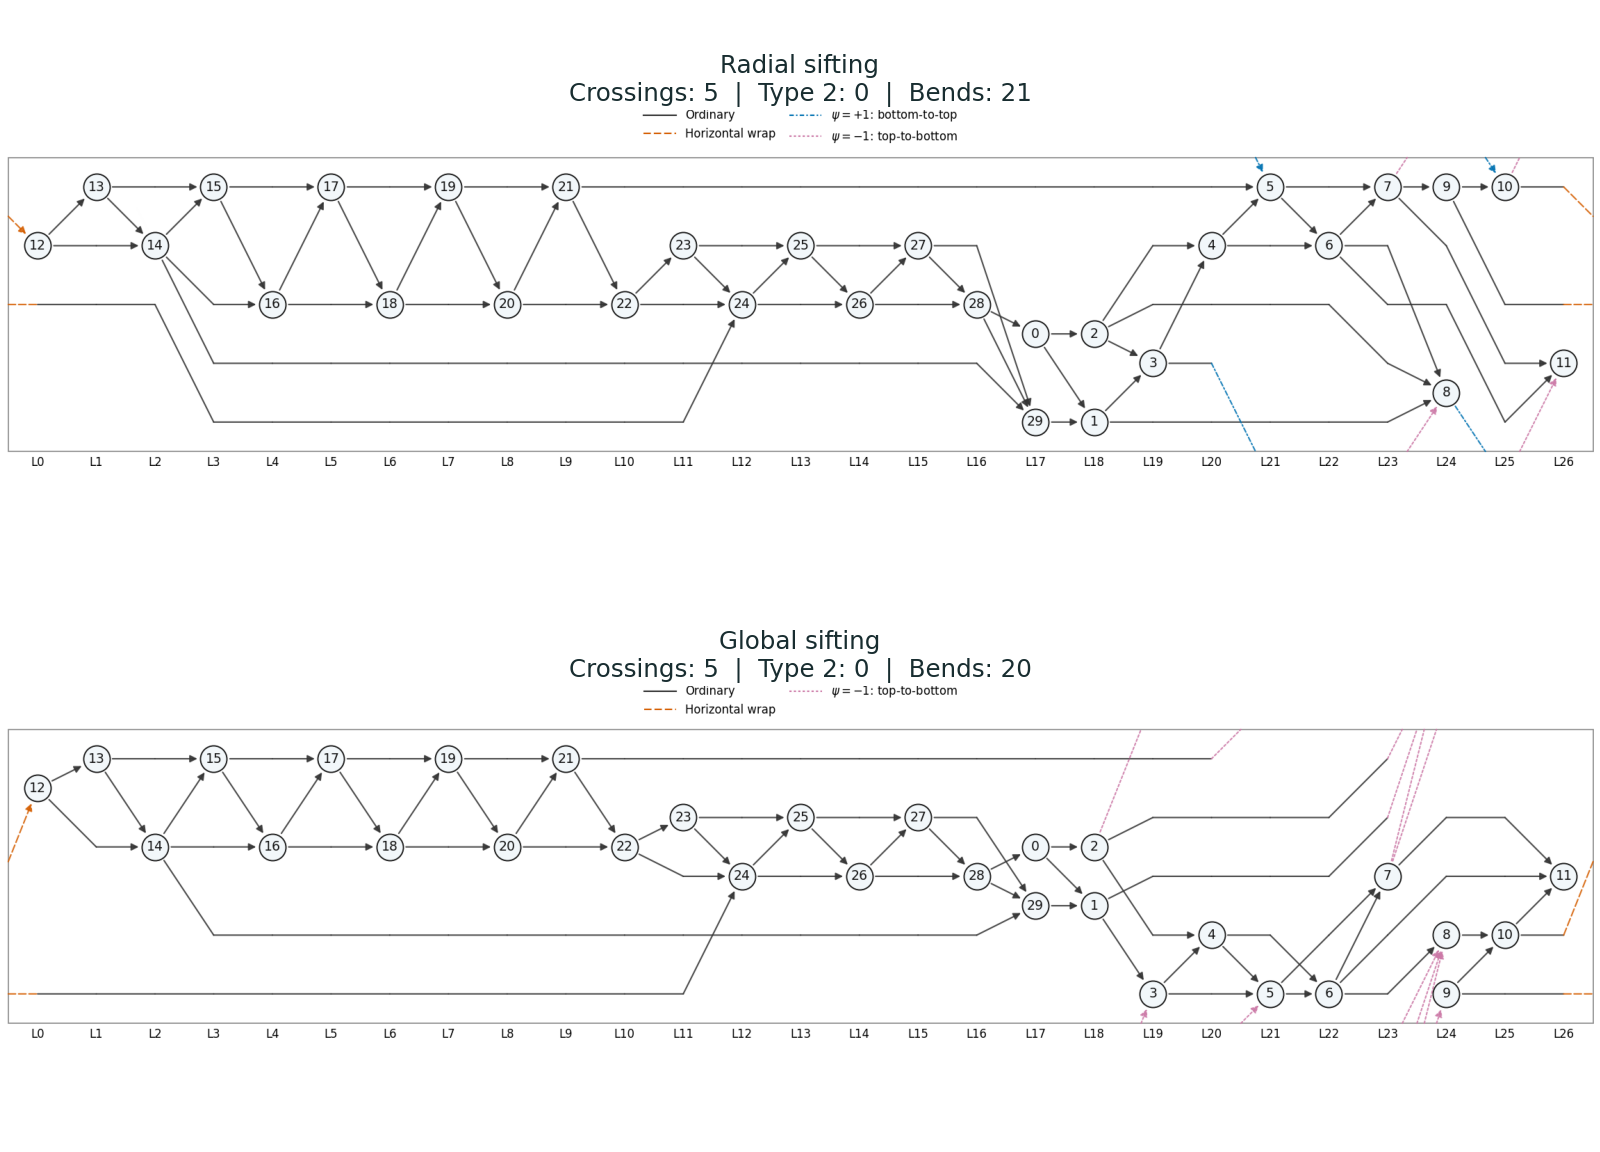 Radial sifting
Crossings: 5 | Type 2: 0 | Bends: 21
Ordinary
ψ = +1: bottom-to-top
Horizontal wrap
ψ = −1: top-to-bottom
13 15 17 19 21 5 7 9 10
12 14 23 25 27 4 6
16 18 20 22 24 26 28
0 2
3 11
8
29 1
L0 L1 L2 L3 L4 L5 L6 L7 L8 L9 L10 L11 L12 L13 L14 L15 L16 L17 L18 L19 L20 L21 L22 L23 L24 L25 L26
Global sifting
Crossings: 5 | Type 2: 0 | Bends: 20
Ordinary
ψ = −1: top-to-bottom
Horizontal wrap
13 15 17 19 21
12
23 25 27
14 16 18 20 22 0 2
24 26 28 7 11
29 1
4 8 10
3 5 6 9
L0 L1 L2 L3 L4 L5 L6 L7 L8 L9 L10 L11 L12 L13 L14 L15 L16 L17 L18 L19 L20 L21 L22 L23 L24 L25 L26